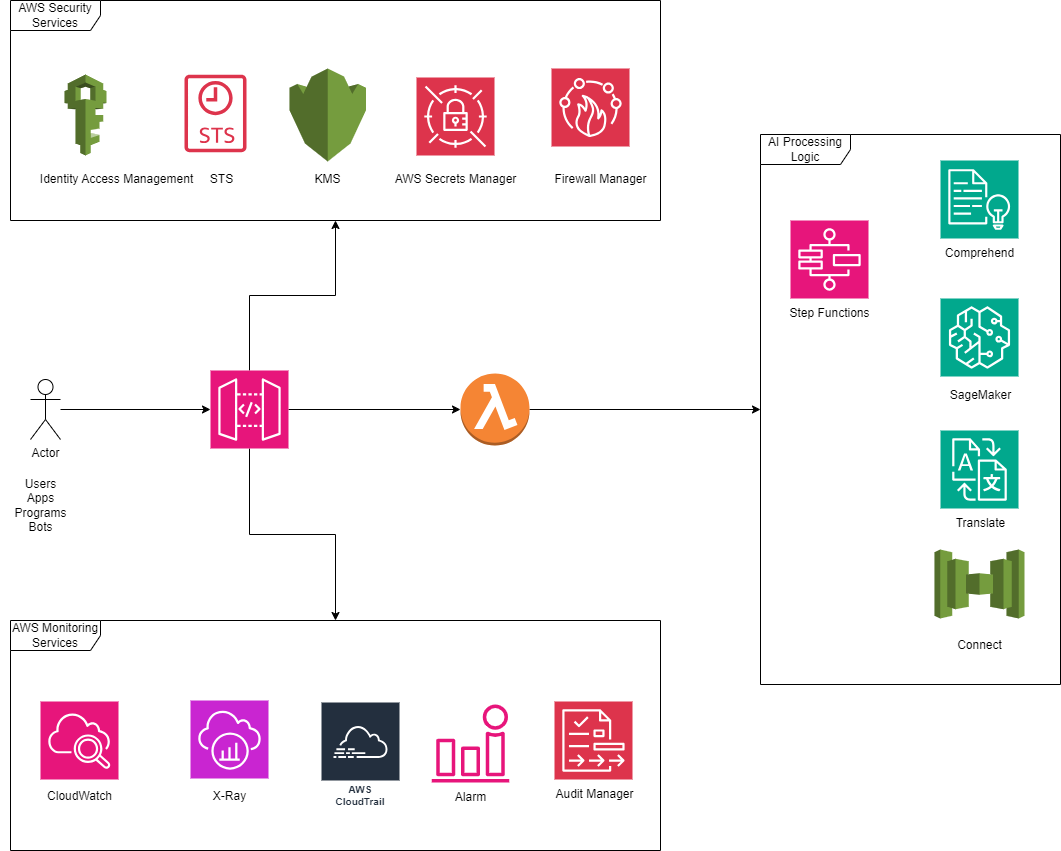 AWS Security
Services
STS
Identity Access Management
STS
KMS
AWS Secrets Manager
Firewall Manager
AI Processing
Logic
Comprehend
Step Functions
SageMaker
</>
λ
Actor
Users
Apps
Programs
Bots
A
文
Translate
Connect
AWS Monitoring
Services
CloudWatch
X-Ray
AWS
CloudTrail
Alarm
Audit Manager